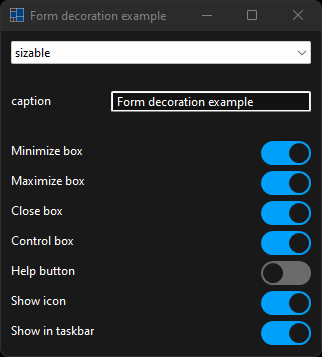 Form decoration example
sizable
caption Form decoration example
Minimize box
Maximize box
Close box
Control box
Help button
Show icon
Show in taskbar